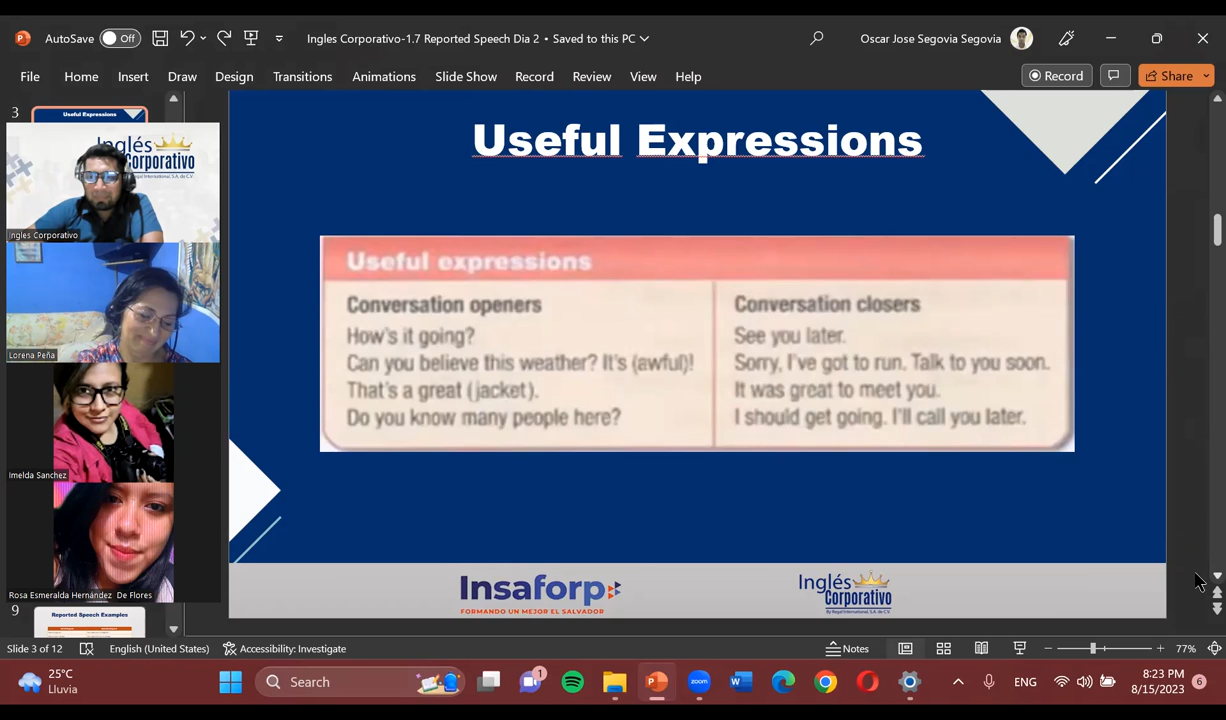 AutoSave Off
Ingles Corporativo-1.7 Reported Speech Dia 2 • Saved to this PC
Oscar Jose Segovia Segovia
File Home Insert Draw Design Transitions Animations Slide Show Record Review View Help
Record
Share
3
Useful Expressions
Inglés
Corporativo
By Regal International, S.A. de C.V.
Ingles Corporativo
Lorena Peña
Imelda Sanchez
Rosa Esmeralda Hernández De Flores
9
Reported Speech Examples
Useful Expressions
Useful expressions
Conversation openers
How's it going?
Can you believe this weather? It's (awful)!
That's a great (jacket).
Do you know many people here?
Conversation closers
See you later.
Sorry, I've got to run. Talk to you soon.
It was great to meet you.
I should get going. I'll call you later.
Insaforp
FORMANDO UN MEJOR EL SALVADOR
Inglés
Corporativo
By Regal International, S.A. de C.V.
Slide 3 of 12
English (United States)
Accessibility: Investigate
Notes
77%
25°C
Lluvia
Search
1
zoom
ENG
8:23 PM
8/15/2023
6